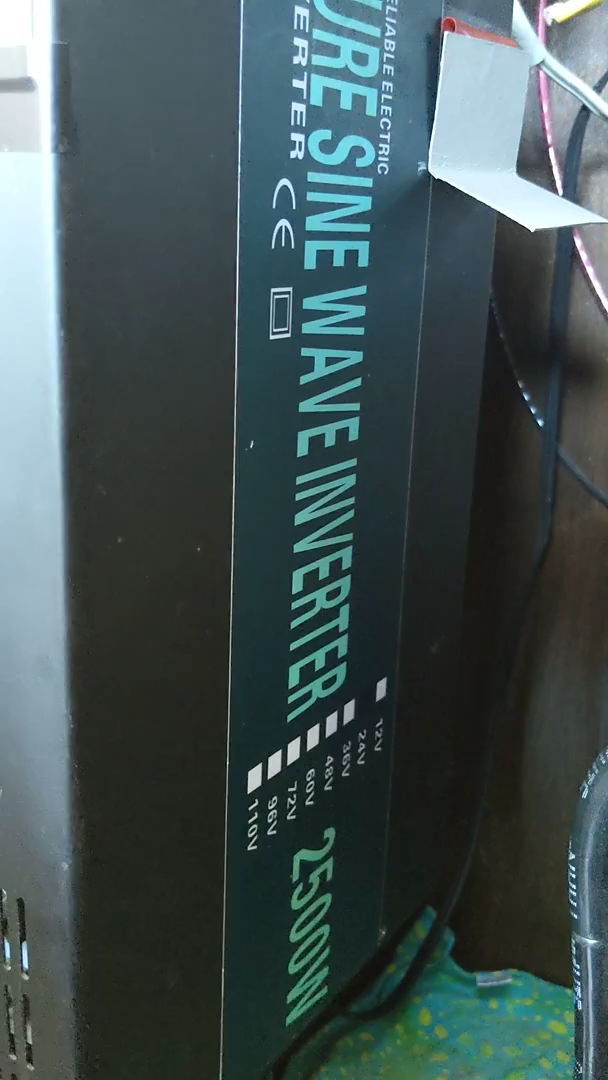 ELIABLE ELECTRIC
URE SINE WAVE INVERTER
ERTER CE
12V
24V
36V
48V
60V
72V
96V
110V
2500W